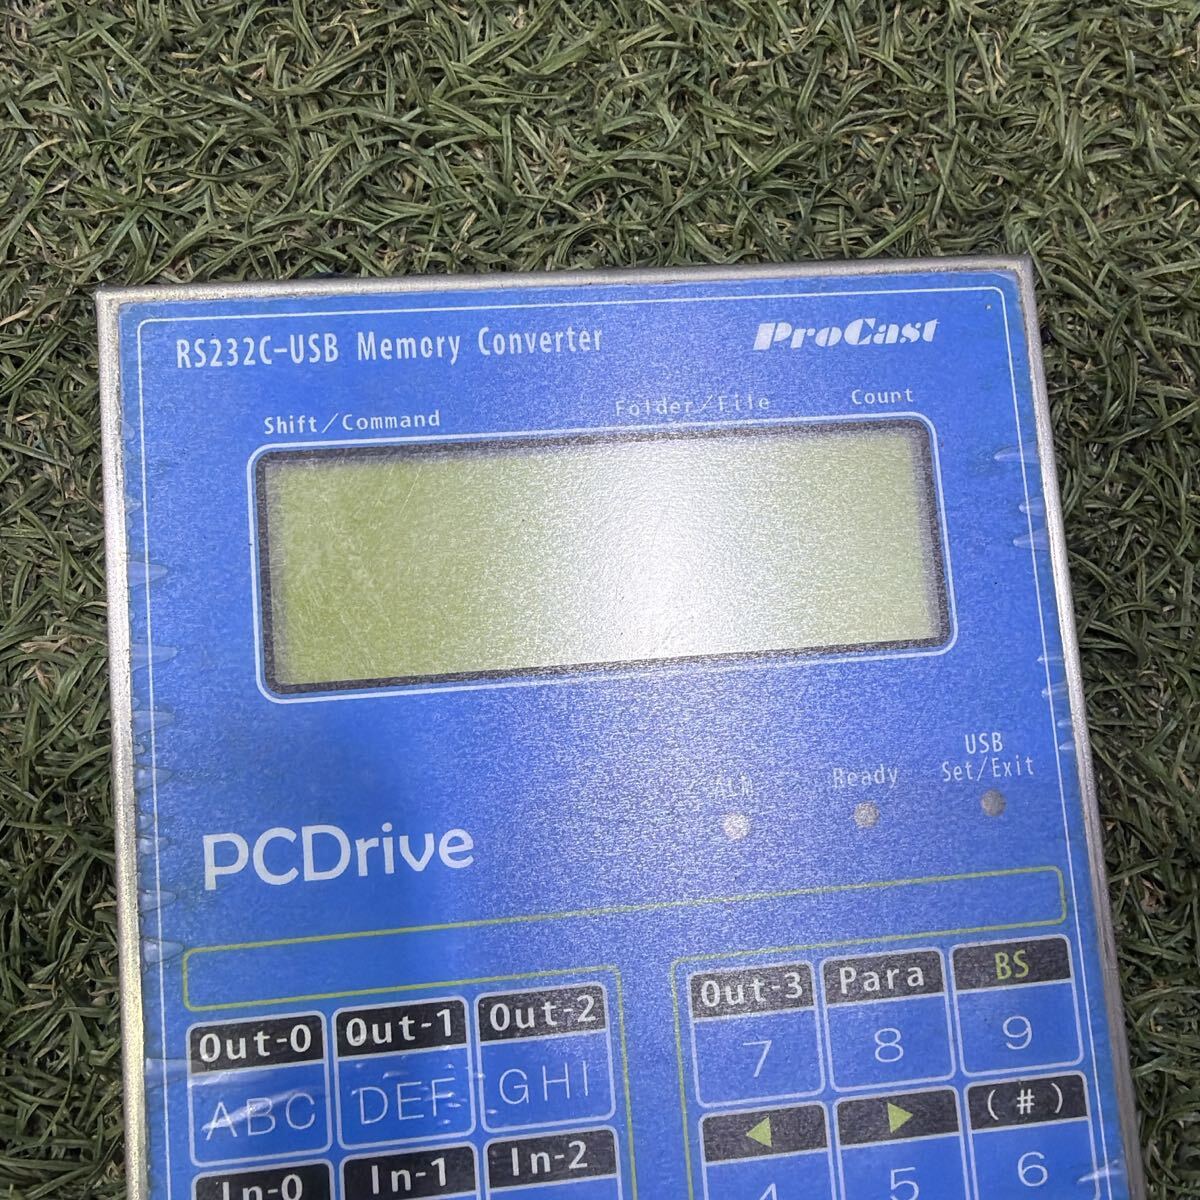 RS232C-USB Memory Converter
ProCast
Shift/Command
Folder/File
Count
ALM
Ready
USB
Set/Exit
PCDrive
Out-0
Out-1
Out-2
Out-3
Para
BS
ABC
DEF
GHI
7
8
9
In-0
In-1
In-2
◀
▶
(#)
4
5
6